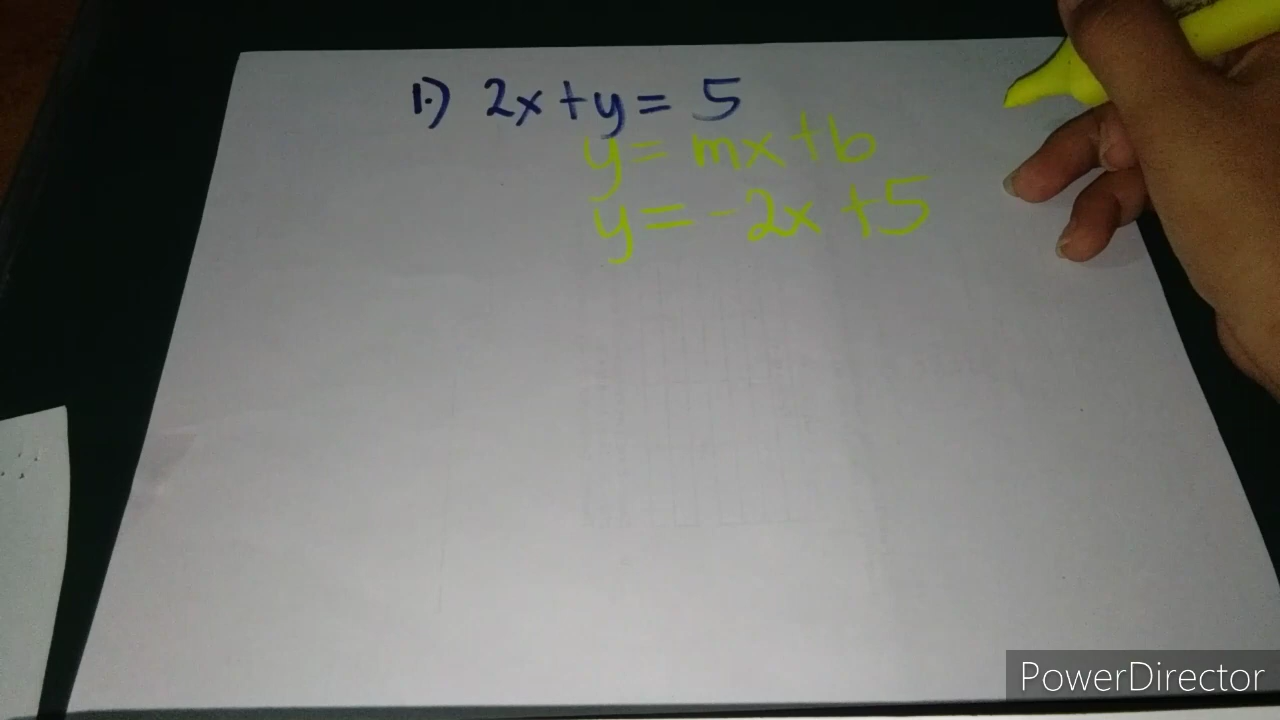 1.) 2x+y= 5
y= mx+b
y=-2x+5
PowerDirector